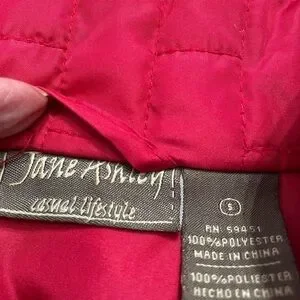 Jane Ashley
casual lifestyle
S
RN: 59451
100%POLYESTER
MADE IN CHINA
100%POLIESTER
HECHO EN CHINA